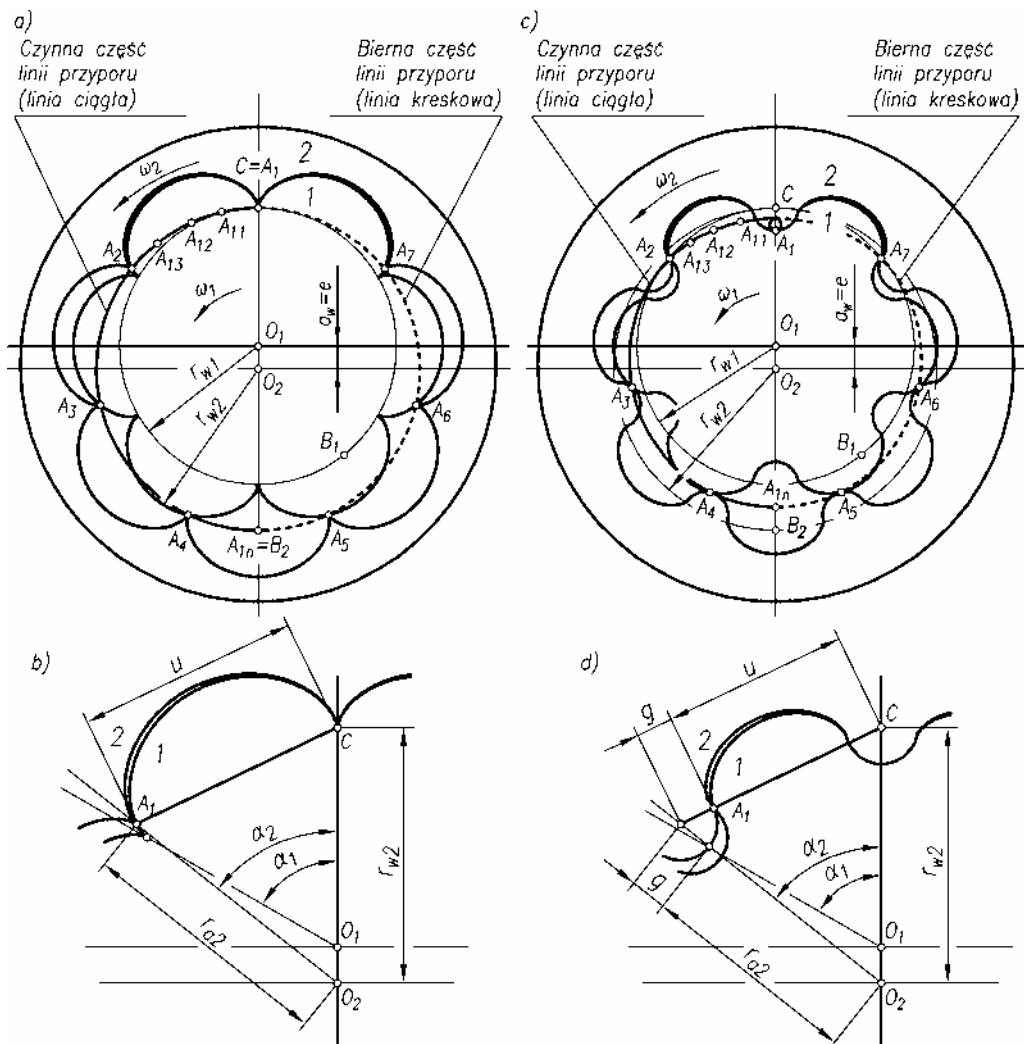 a)
Czynna część
linii przyporu
(linia ciągła)
Bierna część
linii przyporu
(linia kreskowa)
ω2
C=A1
2
1
A2
A13
A12
A11
A7
ω1
aw=e
O1
O2
rw1
rw2
A3
A6
B1
A4
A1n=B2
A5
c)
Czynna część
linii przyporu
(linia ciągła)
Bierna część
linii przyporu
(linia kreskowa)
ω2
C
2
1
A2
A13
A12
A11
A1
A7
ω1
aw=e
O1
O2
rw1
rw2
A3
A6
B1
A4
A1n
B2
A5
b)
u
2
1
C
A1
α2
α1
rw2
ra2
O1
O2
d)
u
g
2
1
C
A1
α2
α1
rw2
g
ra2
O1
O2